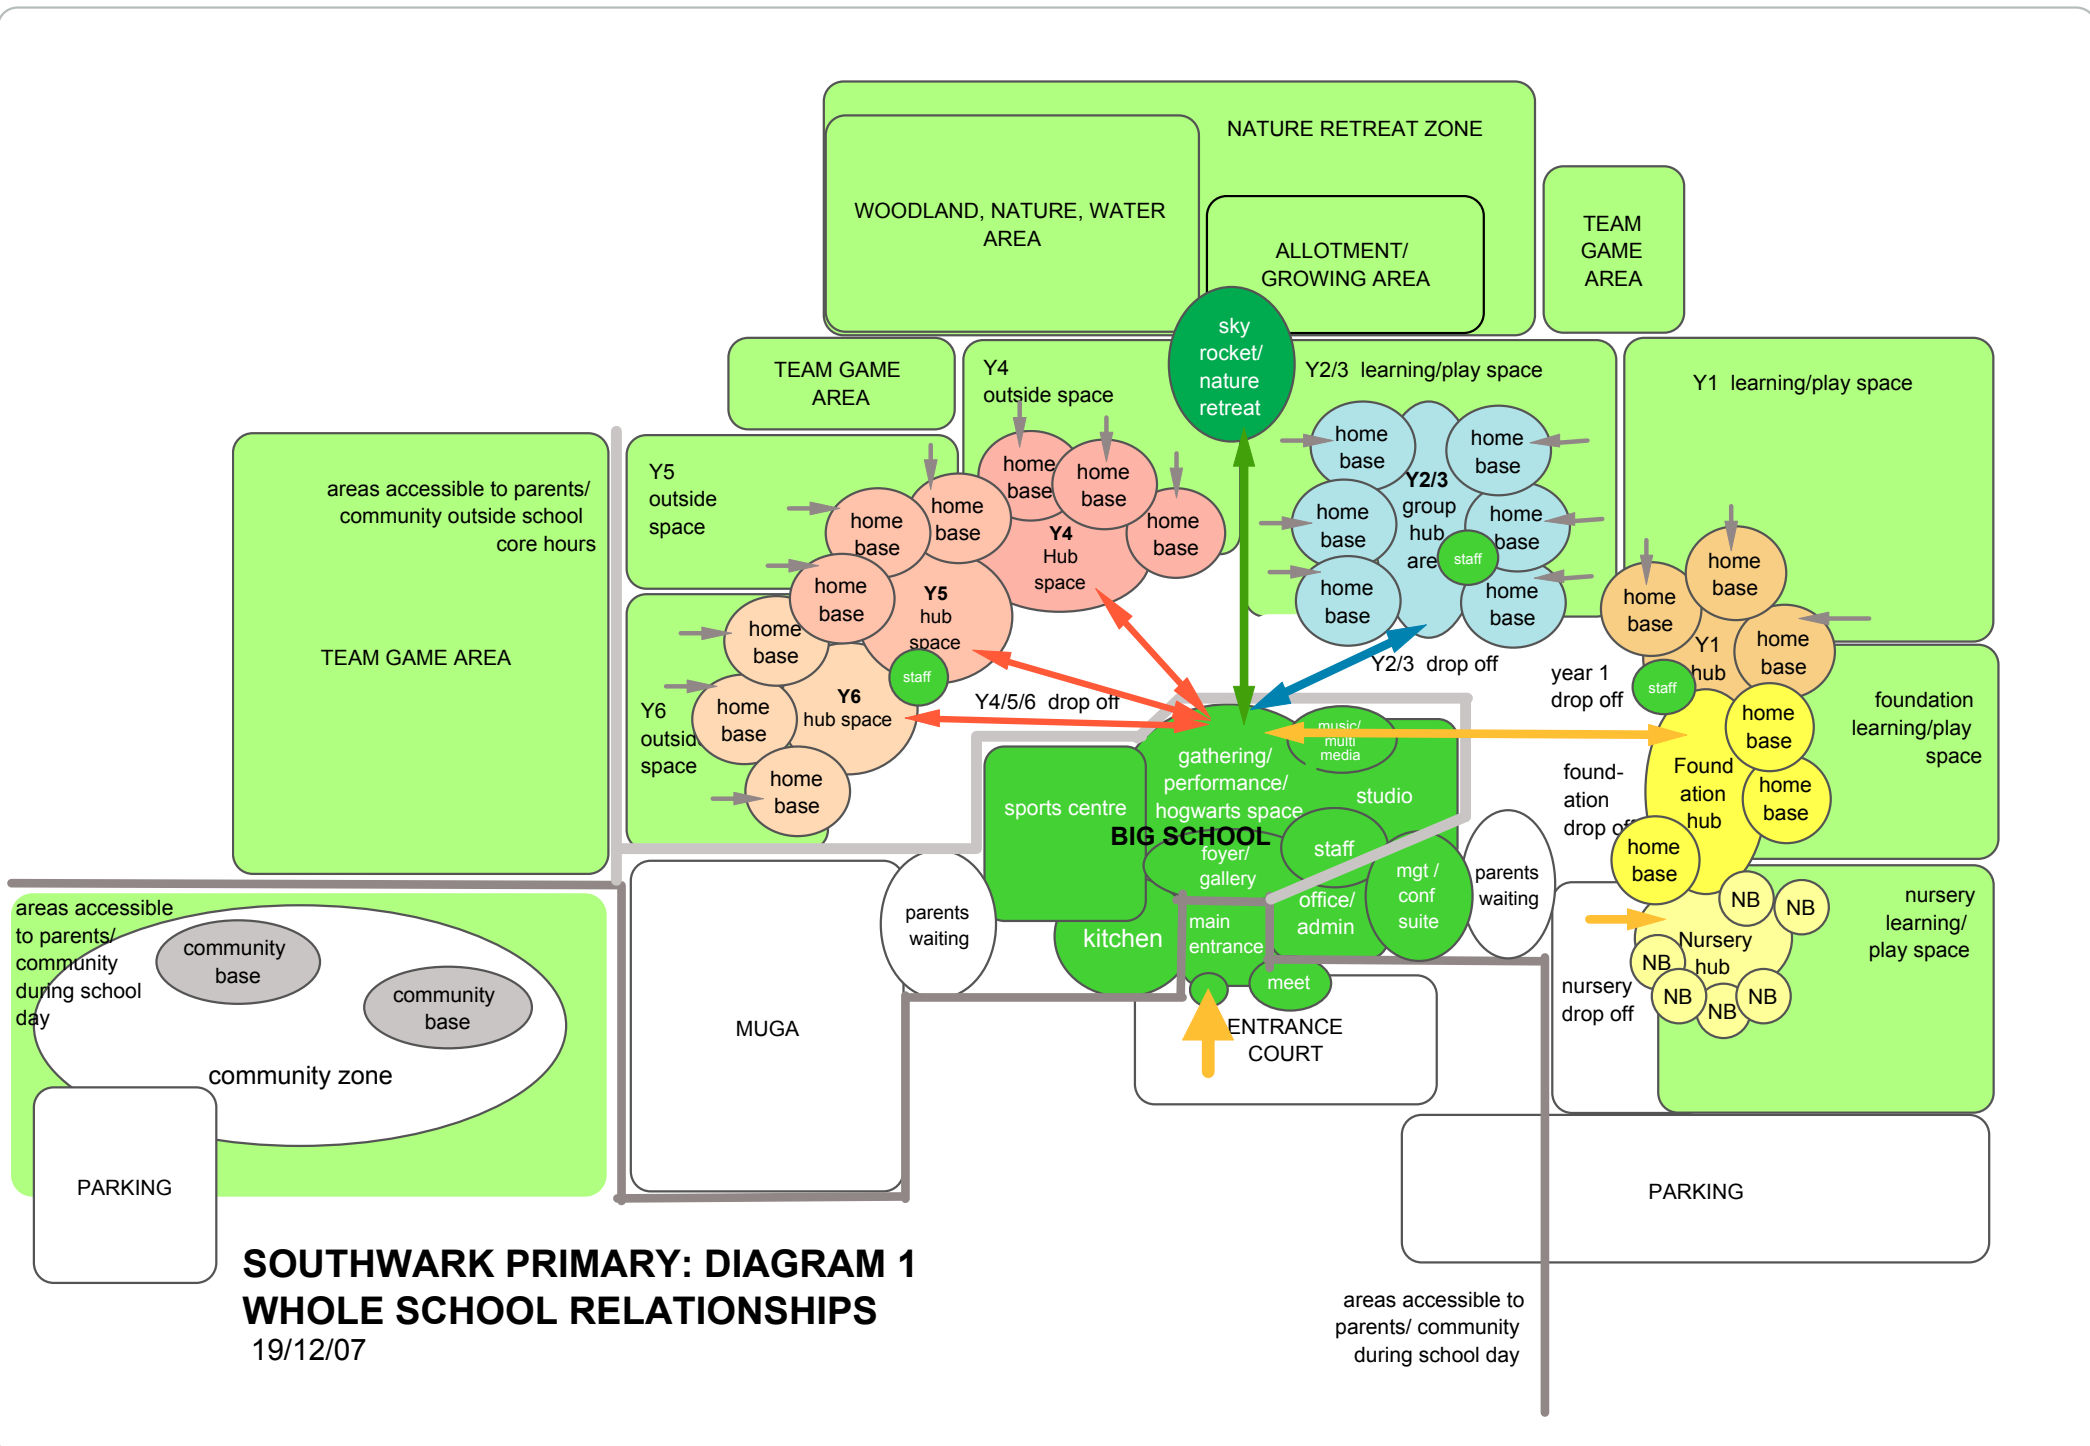 NATURE RETREAT ZONE
WOODLAND, NATURE, WATER
AREA
ALLOTMENT/
GROWING AREA
TEAM
GAME
AREA
sky
rocket/
nature
retreat
TEAM GAME
AREA
Y4
outside space
Y2/3 learning/play space
Y1 learning/play space
areas accessible to parents/
community outside school
core hours
TEAM GAME AREA
Y5
outside
space
home
base
home
base
home
base
Y4
Hub
space
home
base
home
base
home
base
Y5
hub
space
staff
home
base
home
base
home
base
Y6
hub space
Y6
outside
space
home
base
home
base
home
base
home
base
home
base
home
base
Y2/3
group
hub
area
staff
Y2/3 drop off
Y4/5/6 drop off
home
base
home
base
home
base
Y1
hub
staff
year 1
drop off
foundation
learning/play
space
home
base
home
base
home
base
Found
ation
hub
found-
ation
drop off
music/
multi
media
gathering/
performance/
hogwarts space
studio
sports centre
BIG SCHOOL
foyer/
gallery
staff
mgt /
conf
suite
office/
admin
main
entrance
kitchen
meet
parents
waiting
parents
waiting
ENTRANCE
COURT
MUGA
NB
NB
Nursery
hub
NB
NB
NB
NB
nursery
learning/
play space
nursery
drop off
PARKING
areas accessible
to parents/
community
during school
day
community
base
community
base
community zone
PARKING
SOUTHWARK PRIMARY: DIAGRAM 1
WHOLE SCHOOL RELATIONSHIPS
19/12/07
areas accessible to
parents/ community
during school day